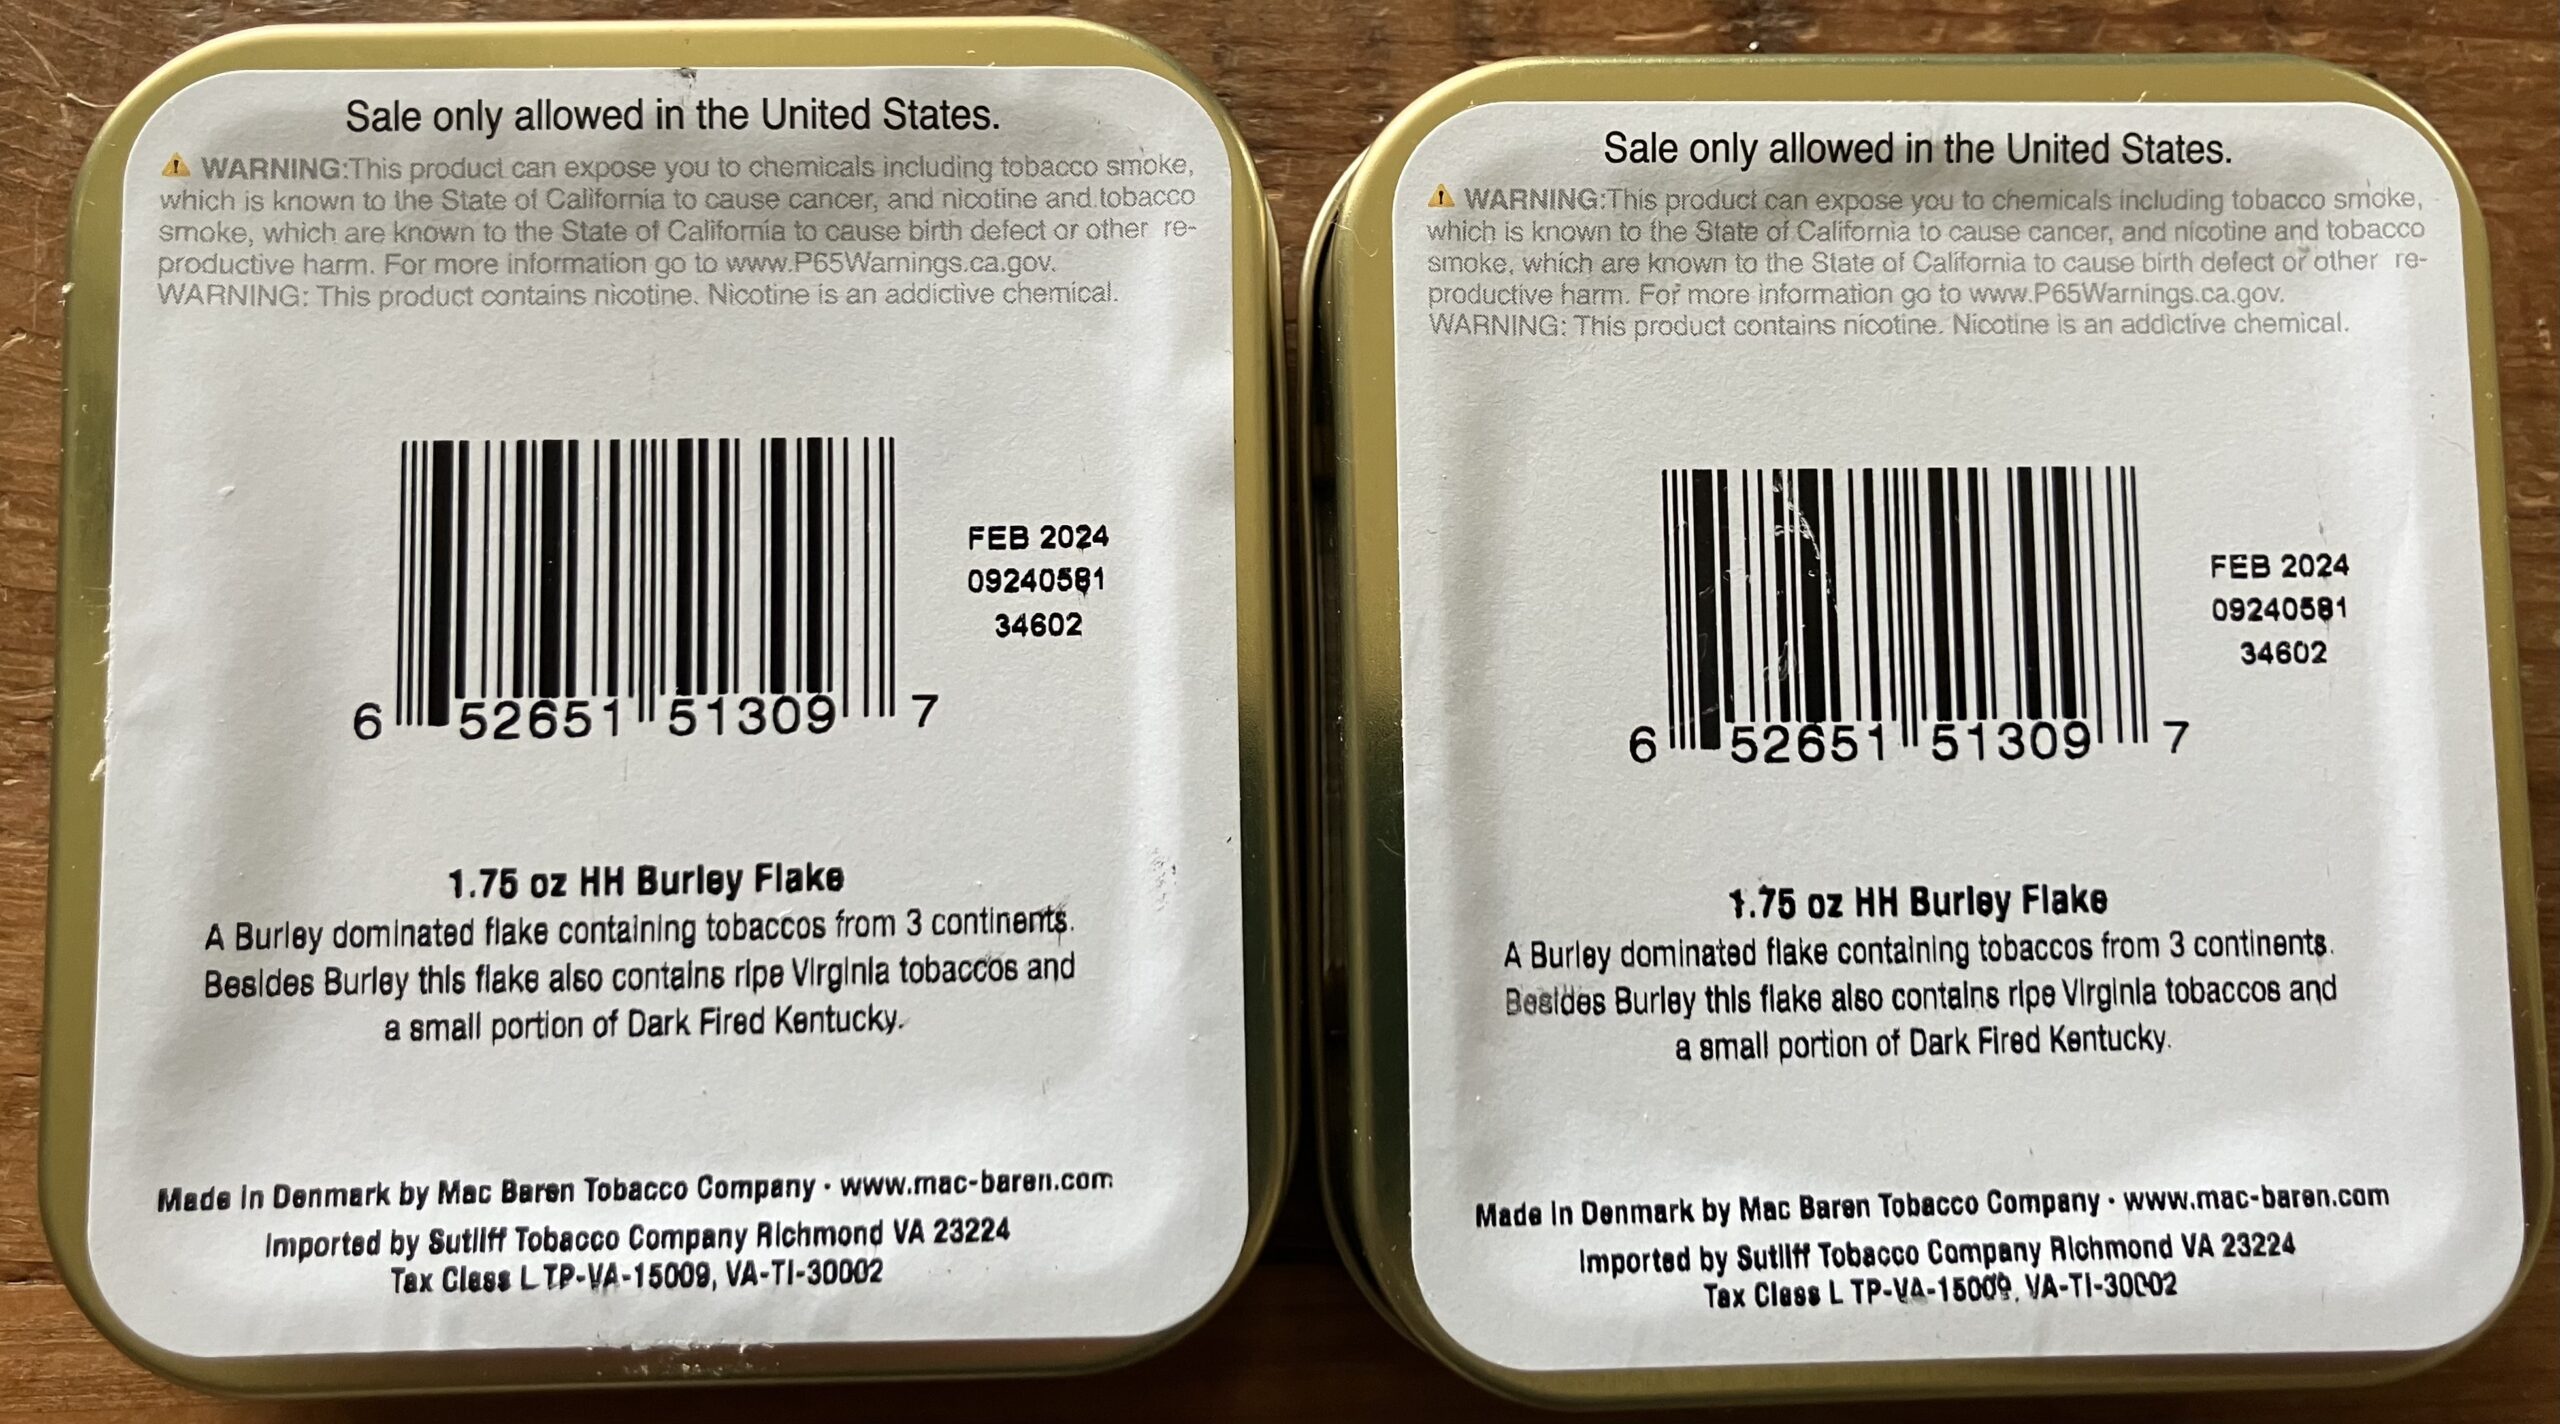 Sale only allowed in the United States.
⚠ WARNING:This product can expose you to chemicals including tobacco smoke,
which is known to the State of California to cause cancer, and nicotine and tobacco
smoke, which are known to the State of California to cause birth defect or other re-
productive harm. For more information go to www.P65Warnings.ca.gov.
WARNING: This product contains nicotine. Nicotine is an addictive chemical.
FEB 2024
09240581
34602
6 52651 51309 7
1.75 oz HH Burley Flake
A Burley dominated flake containing tobaccos from 3 continents.
Besides Burley this flake also contains ripe Virginia tobaccos and
a small portion of Dark Fired Kentucky.
Made in Denmark by Mac Baren Tobacco Company · www.mac-baren.com
Imported by Sutliff Tobacco Company Richmond VA 23224
Tax Class L TP-VA-15009, VA-TI-30002
Sale only allowed in the United States.
⚠ WARNING:This product can expose you to chemicals including tobacco smoke,
which is known to the State of California to cause cancer, and nicotine and tobacco
smoke, which are known to the State of California to cause birth defect or other re-
productive harm. For more information go to www.P65Warnings.ca.gov.
WARNING: This product contains nicotine. Nicotine is an addictive chemical.
FEB 2024
09240581
34602
6 52651 51309 7
1.75 oz HH Burley Flake
A Burley dominated flake containing tobaccos from 3 continents.
Besides Burley this flake also contains ripe Virginia tobaccos and
a small portion of Dark Fired Kentucky.
Made in Denmark by Mac Baren Tobacco Company · www.mac-baren.com
Imported by Sutliff Tobacco Company Richmond VA 23224
Tax Class L TP-VA-15009, VA-TI-30002